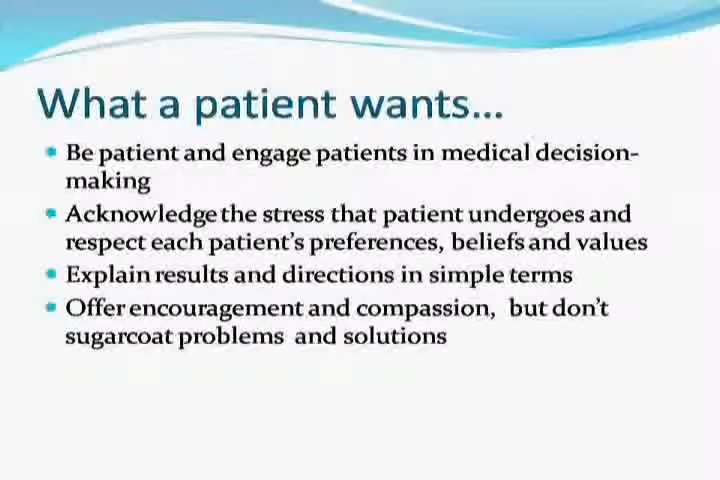 What a patient wants...
Be patient and engage patients in medical decision-
making
Acknowledge the stress that patient undergoes and
respect each patient's preferences, beliefs and values
Explain results and directions in simple terms
Offer encouragement and compassion, but don't
sugarcoat problems and solutions